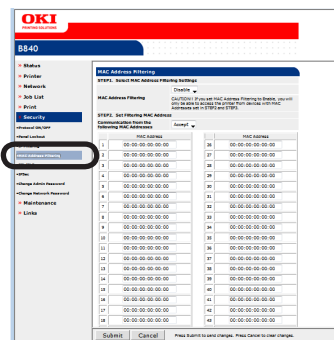 OKI
PRINTING SOLUTIONS
B840
Status
Printer
Network
Job List
Print
Security
Protocol ON/OFF
Panel Lockout
MAC Address Filtering
IPSec
Change Admin Password
Change Network Password
Maintenance
Links
MAC Address Filtering
STEP1. Select MAC Address Filtering Settings
MAC Address Filtering
Disable
CAUTION! If you set MAC Address Filtering to Enable, you will only be able to access the printer from devices with MAC Addresses set in STEP2 and STEP3.
STEP2. Set Filtering MAC Address
Communication from the following MAC Addresses
Accept
MAC Address MAC Address
1 00:00:00:00:00:00 26 00:00:00:00:00:00
2 00:00:00:00:00:00 27 00:00:00:00:00:00
3 00:00:00:00:00:00 28 00:00:00:00:00:00
4 00:00:00:00:00:00 29 00:00:00:00:00:00
5 00:00:00:00:00:00 30 00:00:00:00:00:00
6 00:00:00:00:00:00 31 00:00:00:00:00:00
7 00:00:00:00:00:00 32 00:00:00:00:00:00
8 00:00:00:00:00:00 33 00:00:00:00:00:00
9 00:00:00:00:00:00 34 00:00:00:00:00:00
10 00:00:00:00:00:00 35 00:00:00:00:00:00
11 00:00:00:00:00:00 36 00:00:00:00:00:00
12 00:00:00:00:00:00 37 00:00:00:00:00:00
13 00:00:00:00:00:00 38 00:00:00:00:00:00
14 00:00:00:00:00:00 39 00:00:00:00:00:00
15 00:00:00:00:00:00 40 00:00:00:00:00:00
16 00:00:00:00:00:00 41 00:00:00:00:00:00
17 00:00:00:00:00:00 42 00:00:00:00:00:00
18 00:00:00:00:00:00 43 00:00:00:00:00:00
Submit Cancel Press Submit to send changes. Press Cancel to clear changes.